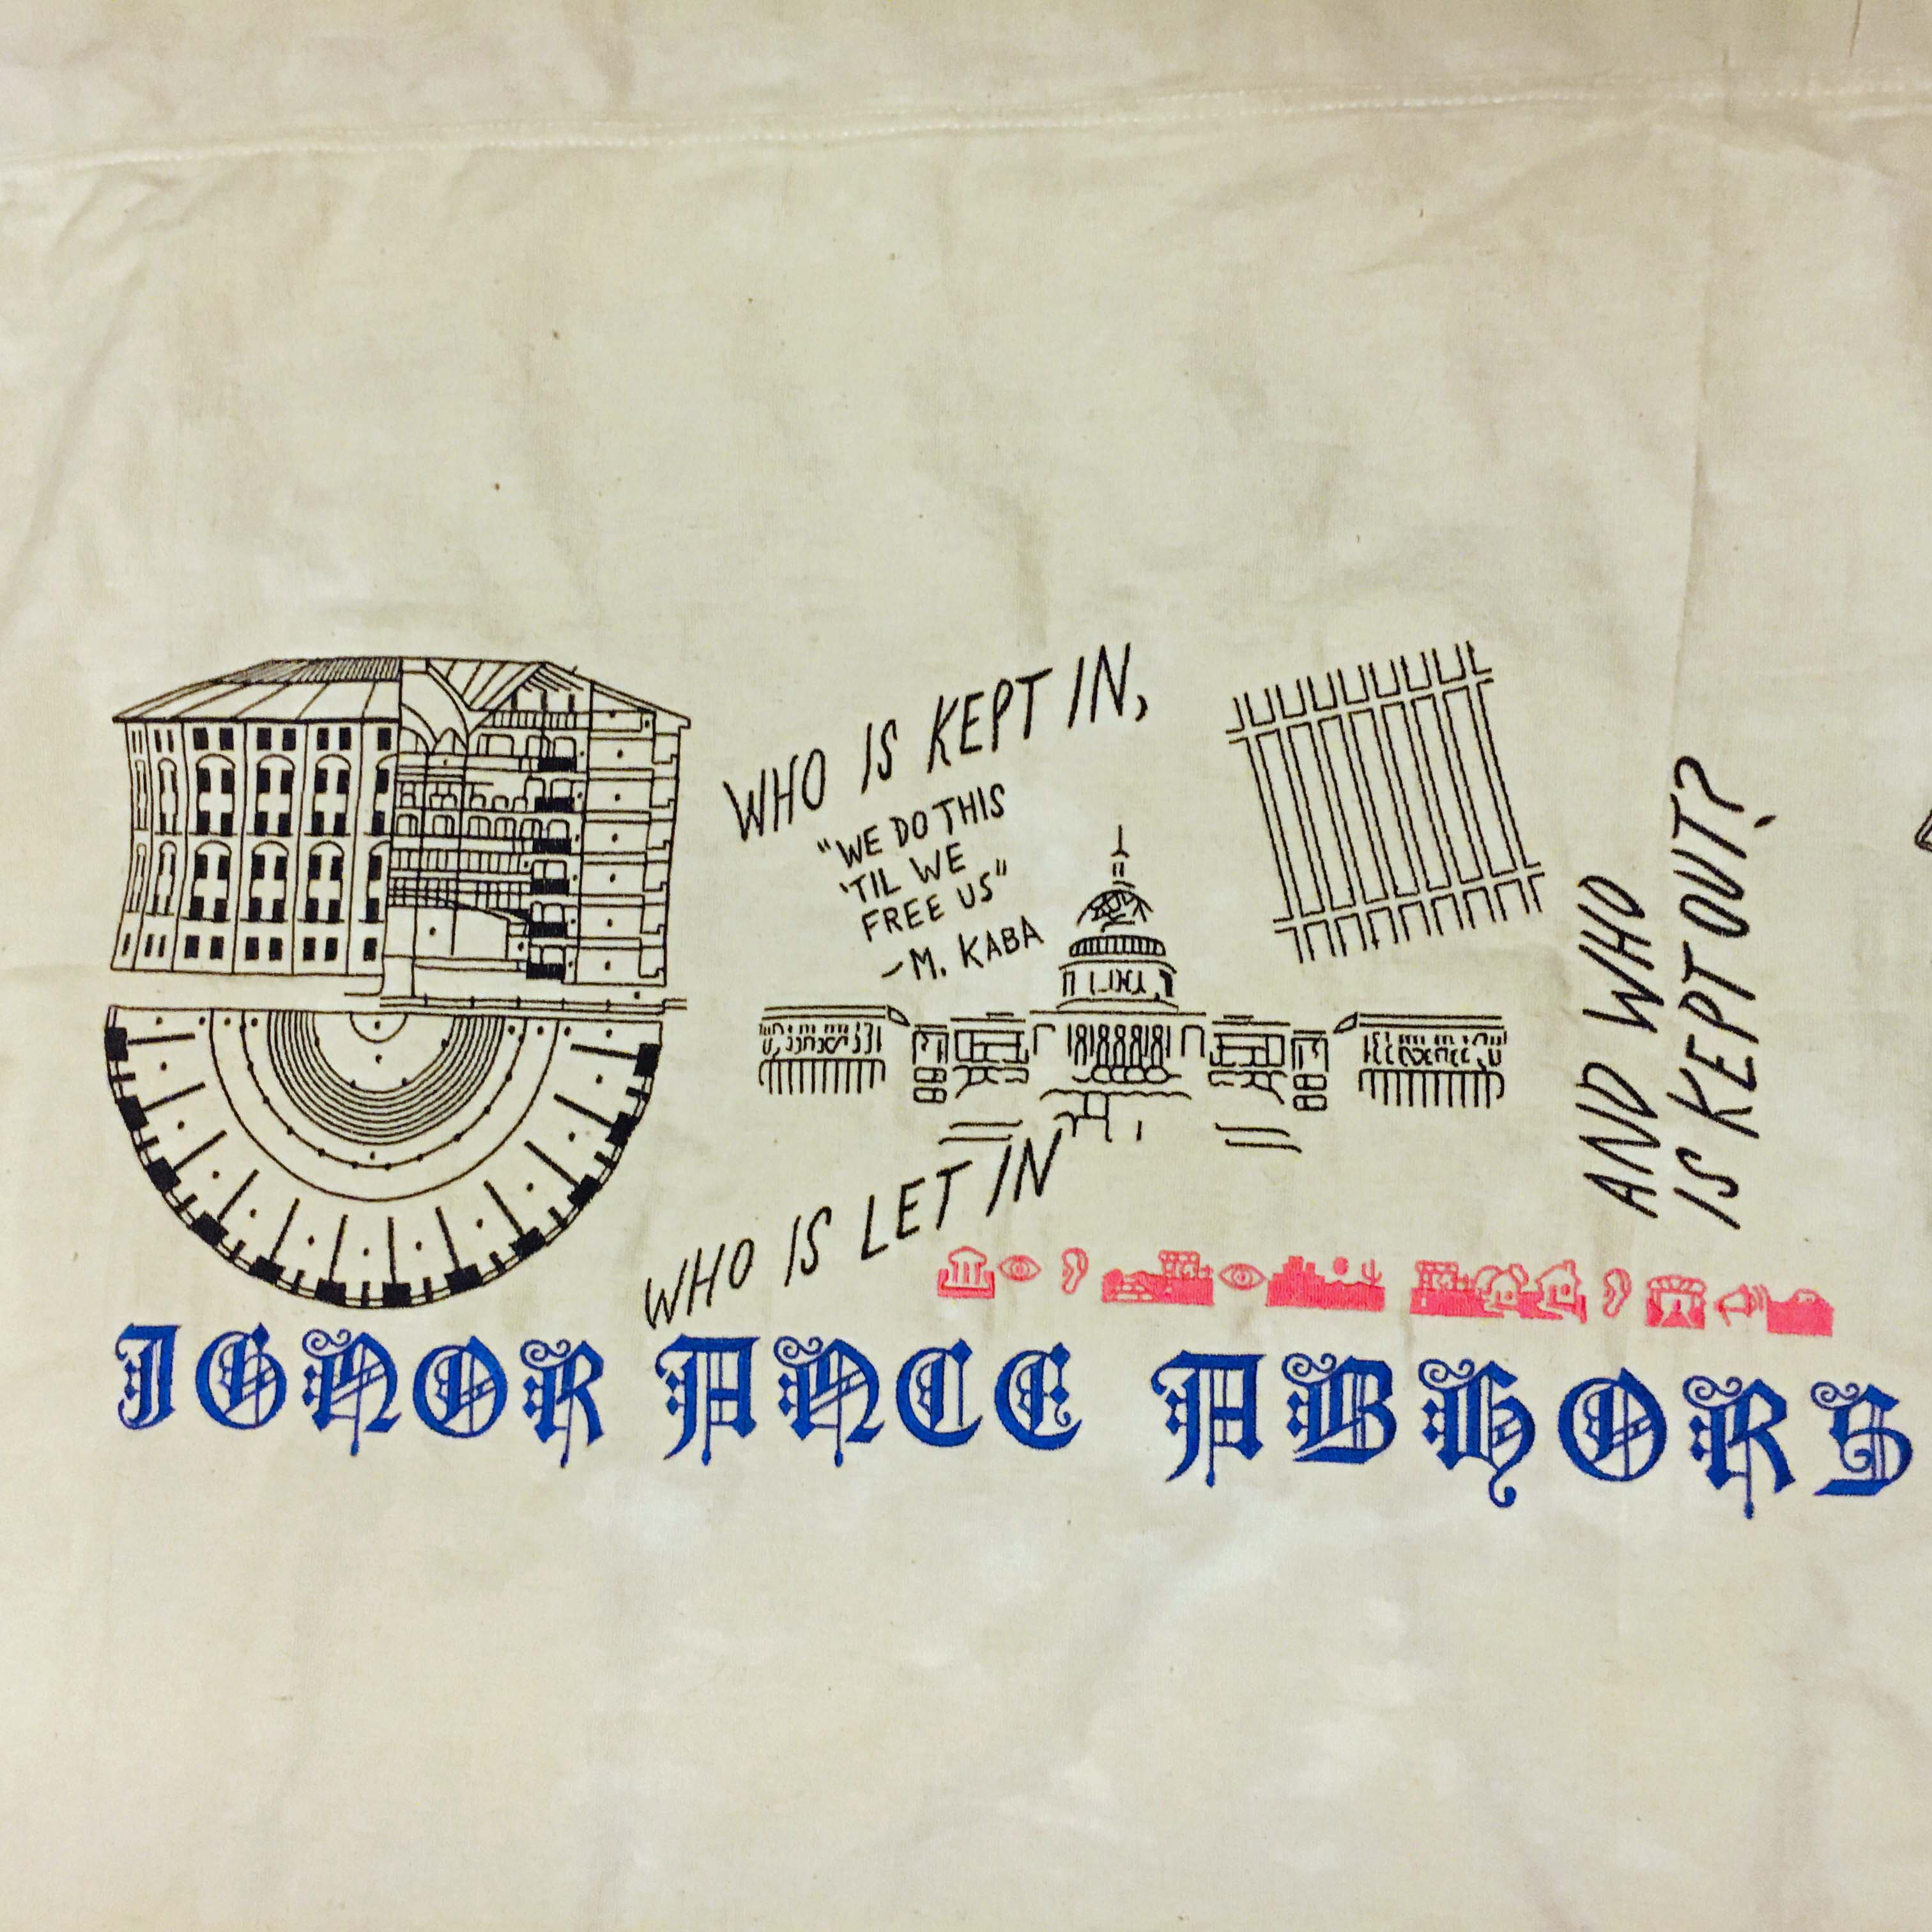 WHO IS KEPT IN,
"WE DO THIS
'TIL WE
FREE US"
-M. KABA
WHO IS LET IN
AND WHO
IS KEPT OUT?
IGNOR ANCE ABHORS